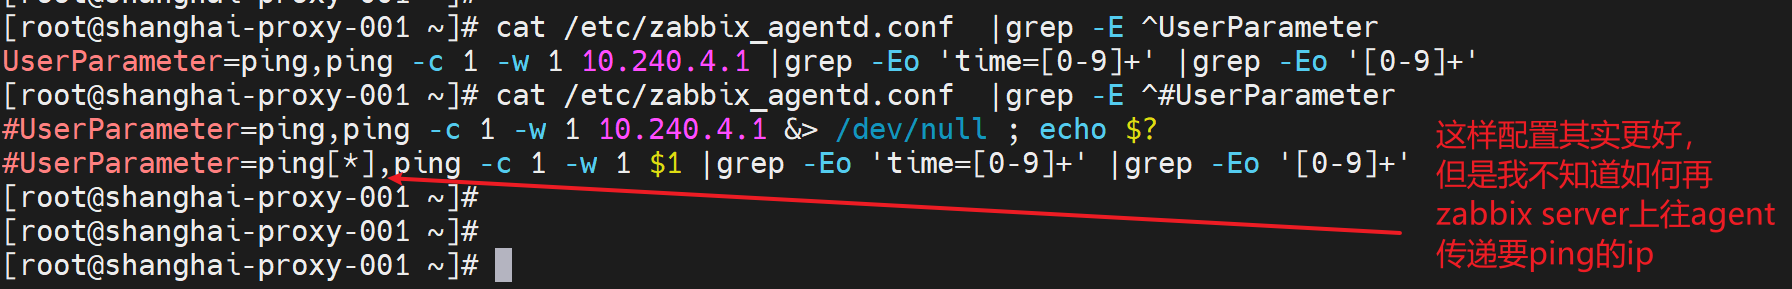 [root@shanghai-proxy-001 ~]#
[root@shanghai-proxy-001 ~]# cat /etc/zabbix_agentd.conf  |grep -E ^UserParameter
UserParameter=ping,ping -c 1 -w 1 10.240.4.1 |grep -Eo 'time=[0-9]+' |grep -Eo '[0-9]+'
[root@shanghai-proxy-001 ~]# cat /etc/zabbix_agentd.conf  |grep -E ^#UserParameter
#UserParameter=ping,ping -c 1 -w 1 10.240.4.1 &> /dev/null ; echo $?
#UserParameter=ping[*],ping -c 1 -w 1 $1 |grep -Eo 'time=[0-9]+' |grep -Eo '[0-9]+'
[root@shanghai-proxy-001 ~]#
[root@shanghai-proxy-001 ~]#
[root@shanghai-proxy-001 ~]#
这样配置其实更好，
但是我不知道如何再
zabbix server上往agent
传递要ping的ip